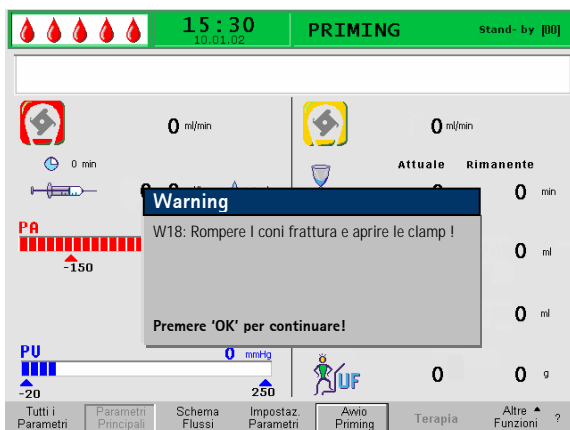 15:30
10.01.02
PRIMING
Stand- by [00]
0 ml/min
0 ml/min
0 min
Attuale Rimanente
0 min
Warning
W18: Rompere I coni frattura e aprire le clamp !
Premere 'OK' per continuare!
PA
-150
0 ml
0 ml
PV
0 mmHg
-20
250
UF
0
0 g
Tutti i Parametri
Parametri Principali
Schema Flussi
Impostaz. Parametri
Avvio Priming
Terapia
Altre Funzioni
?